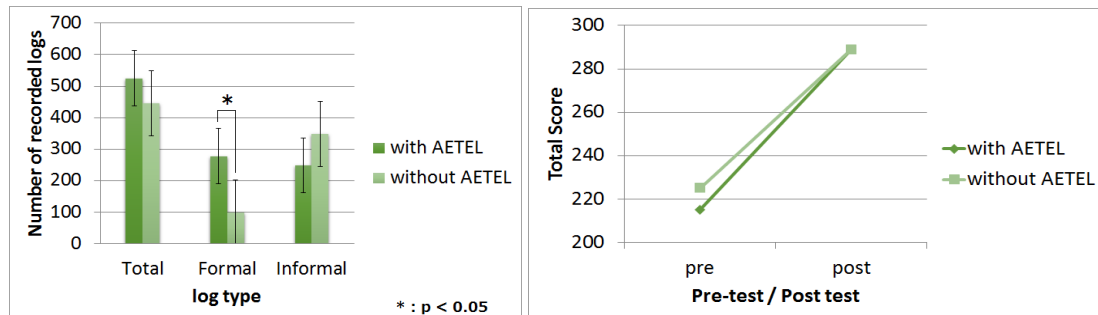 Number of recorded logs
700
600
500
400
300
200
100
0
*
Total
Formal
Informal
log type
* : p < 0.05
with AETEL
without AETEL
Total Score
300
280
260
240
220
200
pre
post
Pre-test / Post test
with AETEL
without AETEL